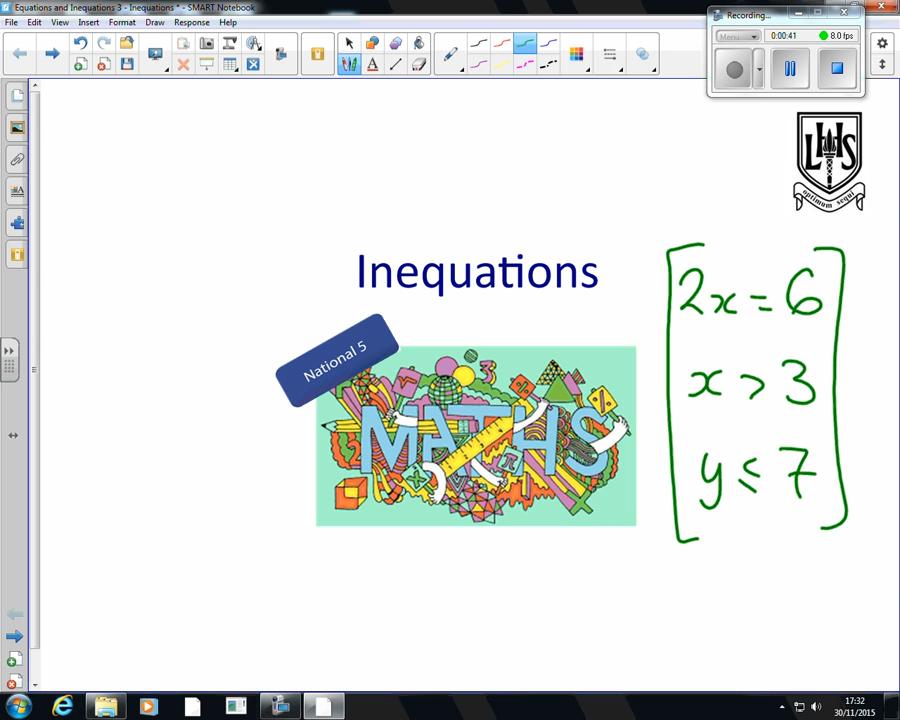 Equations and Inequations 3 - Inequations * - SMART Notebook
File Edit View Insert Format Draw Response Help
Recording...
Menu 0:00:41 8.0 fps
LHHS
optimum sequi
Inequations
National 5
MATHS
2x = 6
x > 3
y ≤ 7
17:32
30/11/2015